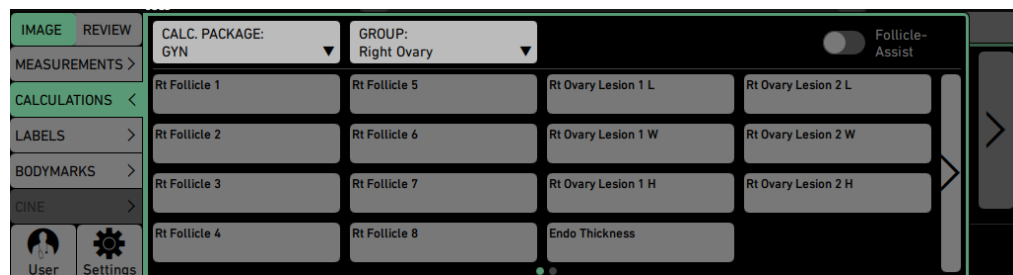 IMAGE REVIEW
MEASUREMENTS
CALCULATIONS
LABELS
BODYMARKS
CINE
User Settings
CALC. PACKAGE:
GYN
GROUP:
Right Ovary
Follicle-
Assist
Rt Follicle 1
Rt Follicle 5
Rt Ovary Lesion 1 L
Rt Ovary Lesion 2 L
Rt Follicle 2
Rt Follicle 6
Rt Ovary Lesion 1 W
Rt Ovary Lesion 2 W
Rt Follicle 3
Rt Follicle 7
Rt Ovary Lesion 1 H
Rt Ovary Lesion 2 H
Rt Follicle 4
Rt Follicle 8
Endo Thickness